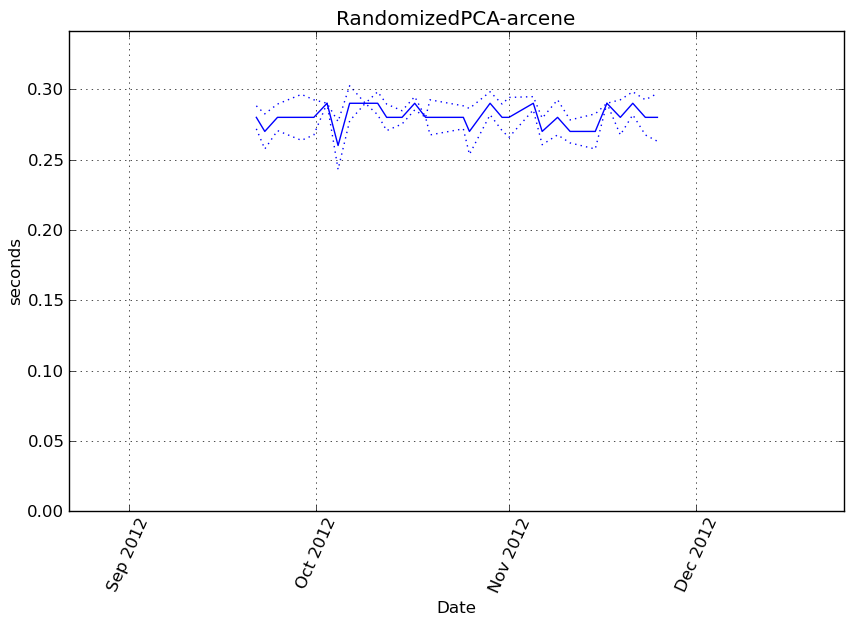 RandomizedPCA-arcene
0.30
0.25
0.20
0.15
0.10
0.05
0.00
seconds
Sep 2012
Oct 2012
Nov 2012
Dec 2012
Date